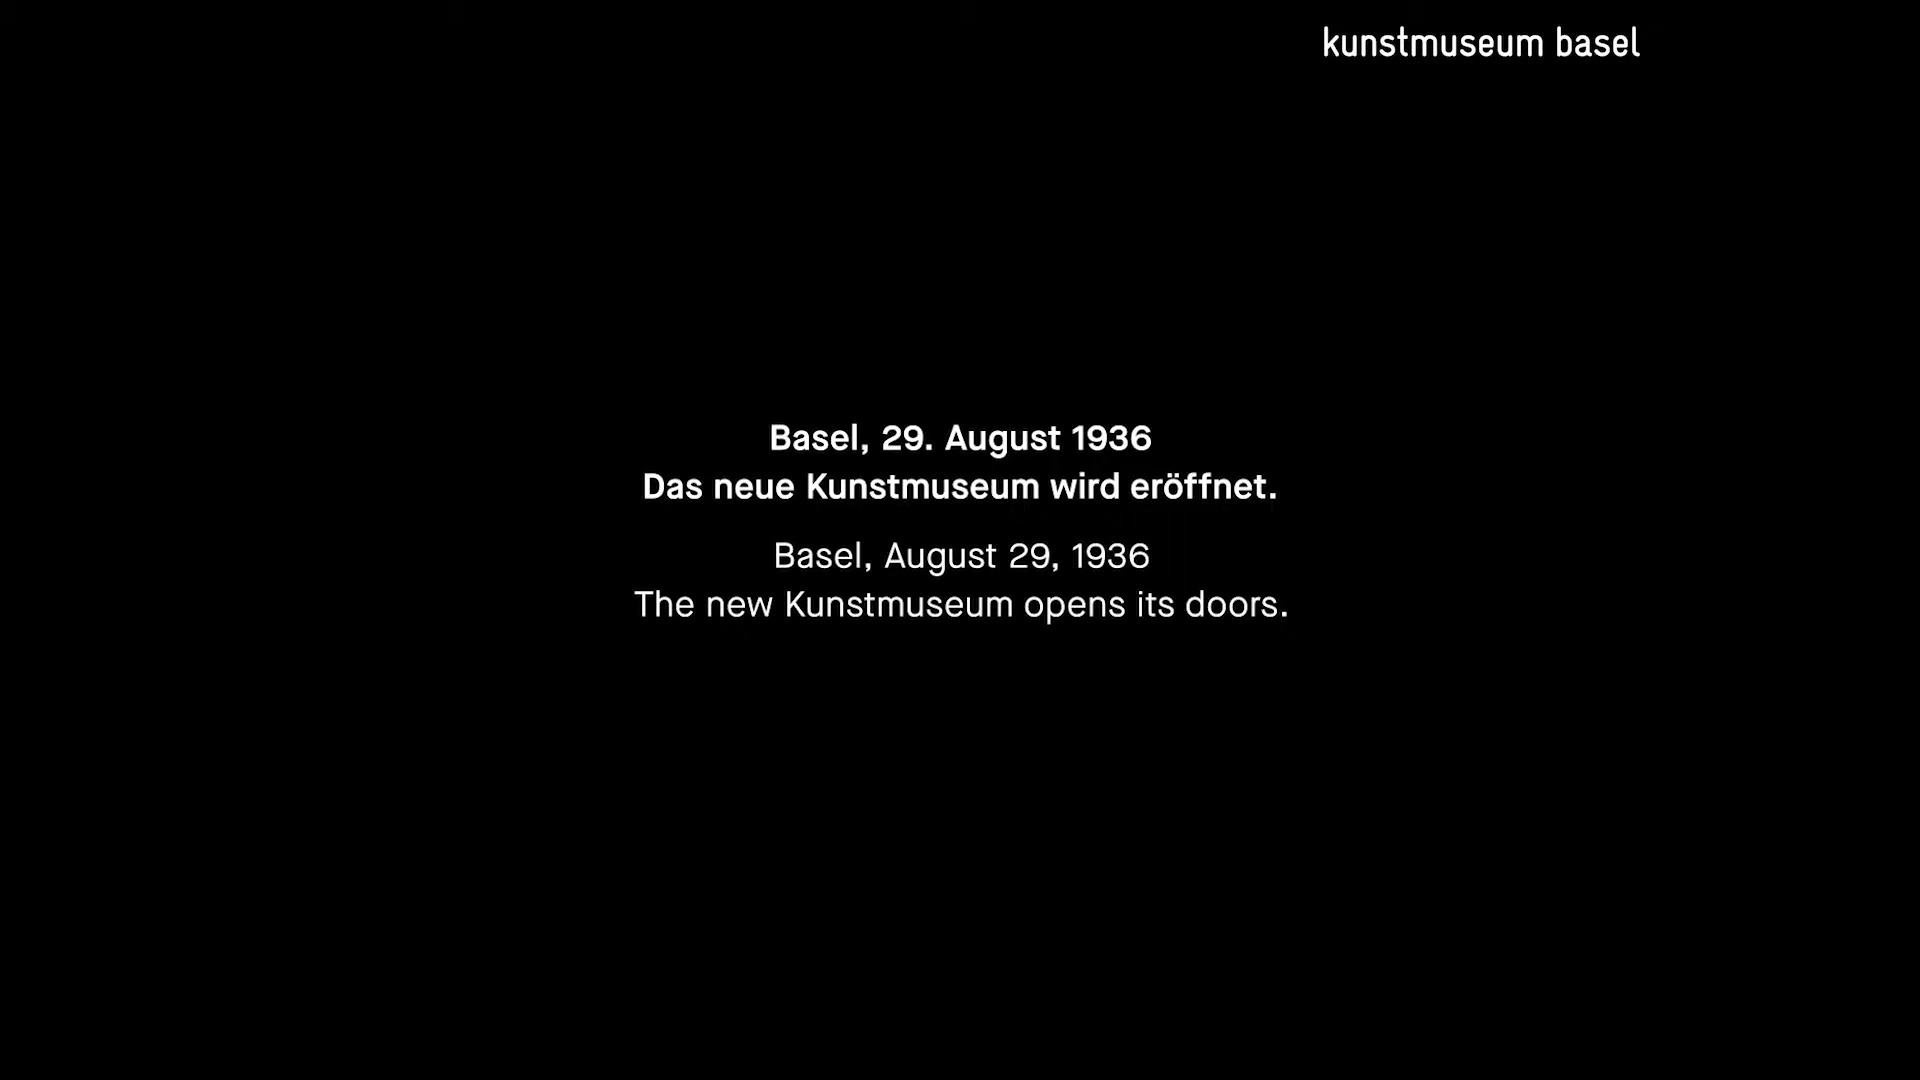 kunstmuseum basel
Basel, 29. August 1936
Das neue Kunstmuseum wird eröffnet.
Basel, August 29, 1936
The new Kunstmuseum opens its doors.